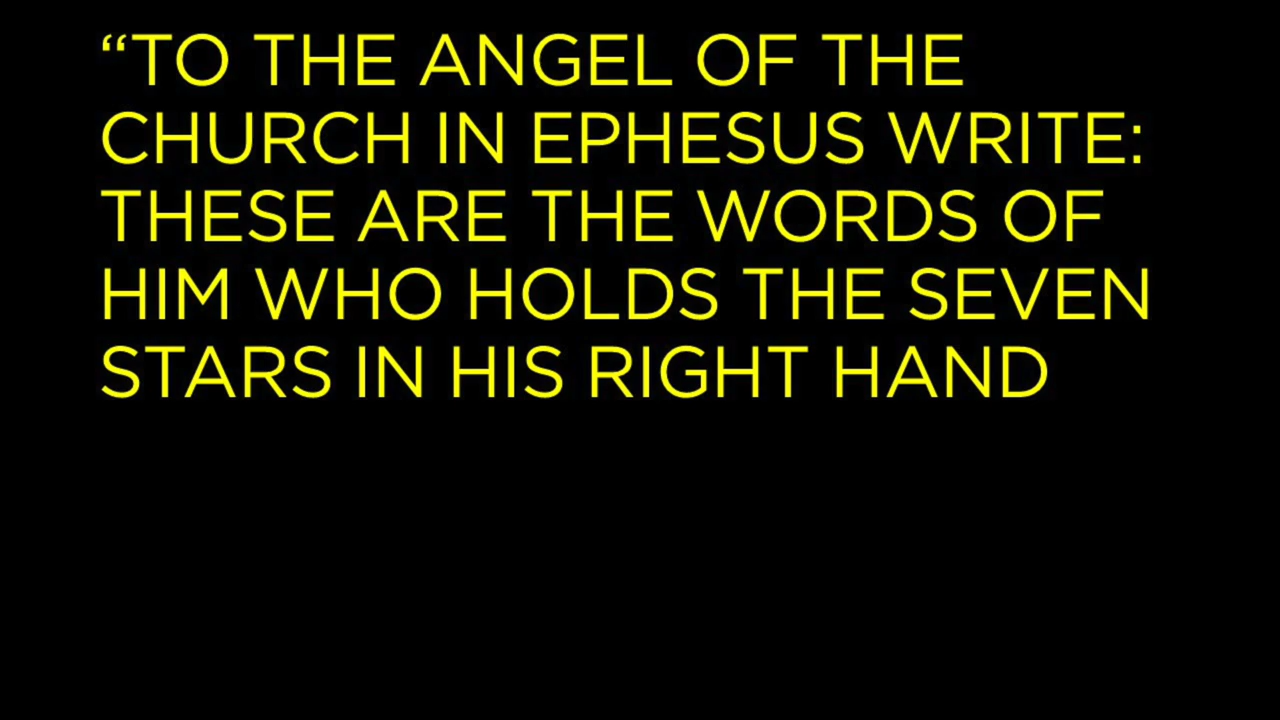 “TO THE ANGEL OF THE
CHURCH IN EPHESUS WRITE:
THESE ARE THE WORDS OF
HIM WHO HOLDS THE SEVEN
STARS IN HIS RIGHT HAND